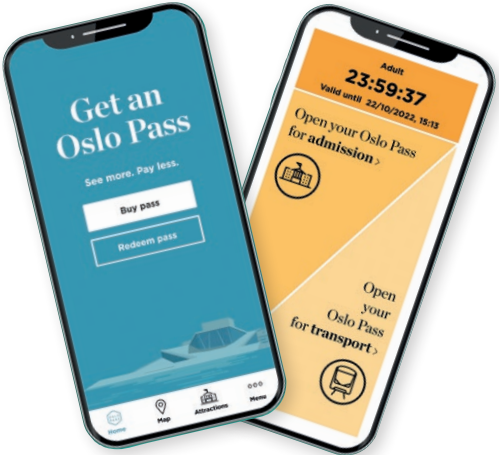 Get an
Oslo Pass
See more. Pay less.
Buy pass
Redeem pass
Home
Map
Attractions
Menu
Adult
23:59:37
Valid until 22/10/2022, 15:13
Open your Oslo Pass
for admission >
Open
your
Oslo Pass
for transport >